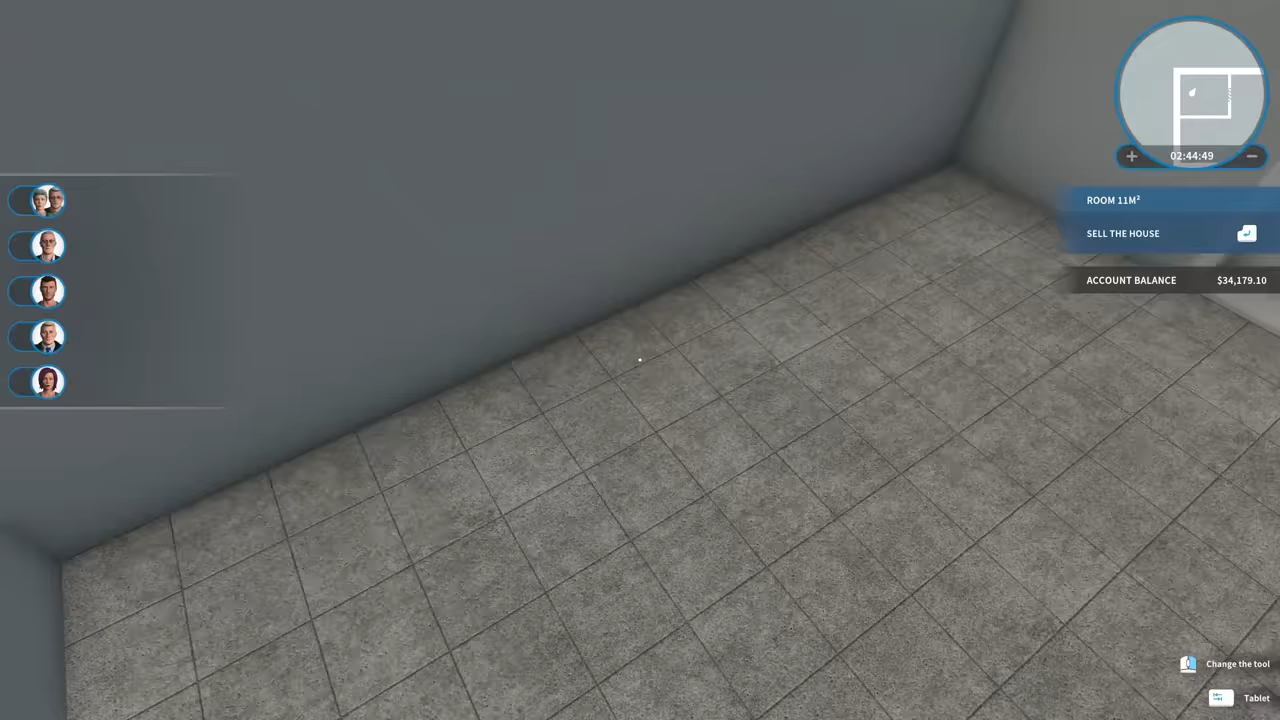 02:44:49
ROOM 11M²
SELL THE HOUSE
ACCOUNT BALANCE $34,179.10
Change the tool
Tablet